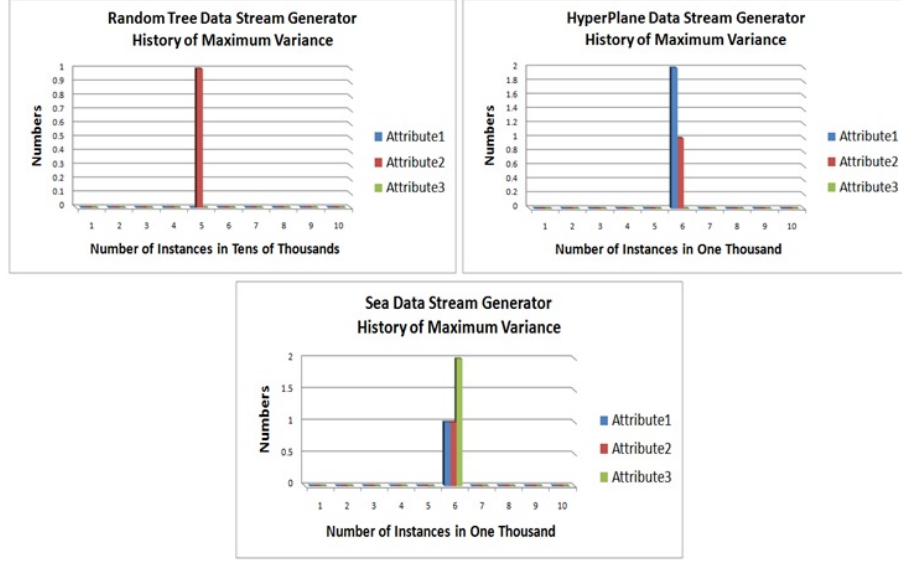 Random Tree Data Stream Generator
History of Maximum Variance
1
0.9
0.8
0.7
0.6
0.5
0.4
0.3
0.2
0.1
0
Numbers
1 2 3 4 5 6 7 8 9 10
Number of Instances in Tens of Thousands
Attribute1
Attribute2
Attribute3
HyperPlane Data Stream Generator
History of Maximum Variance
2
1.8
1.6
1.4
1.2
1
0.8
0.6
0.4
0.2
0
Numbers
1 2 3 4 5 6 7 8 9 10
Number of Instances in One Thousand
Attribute1
Attribute2
Attribute3
Sea Data Stream Generator
History of Maximum Variance
2
1.5
1
0.5
0
Numbers
1 2 3 4 5 6 7 8 9 10
Number of Instances in One Thousand
Attribute1
Attribute2
Attribute3